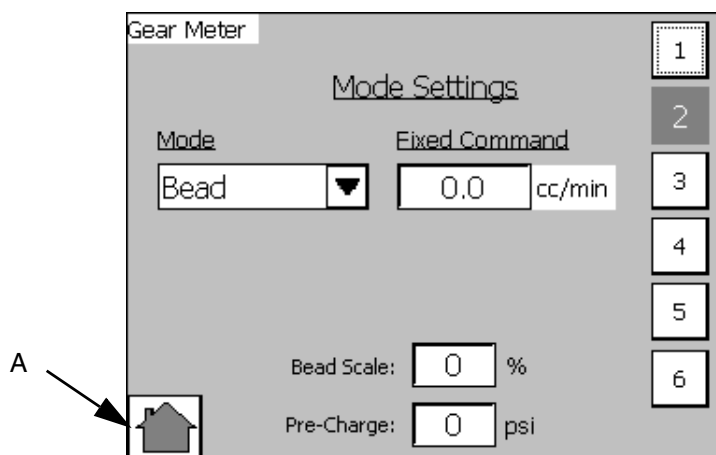 Gear Meter
1
Mode Settings
2
Mode Fixed Command
Bead 0.0 cc/min
3
4
5
Bead Scale: 0 %
6
A
Pre-Charge: 0 psi